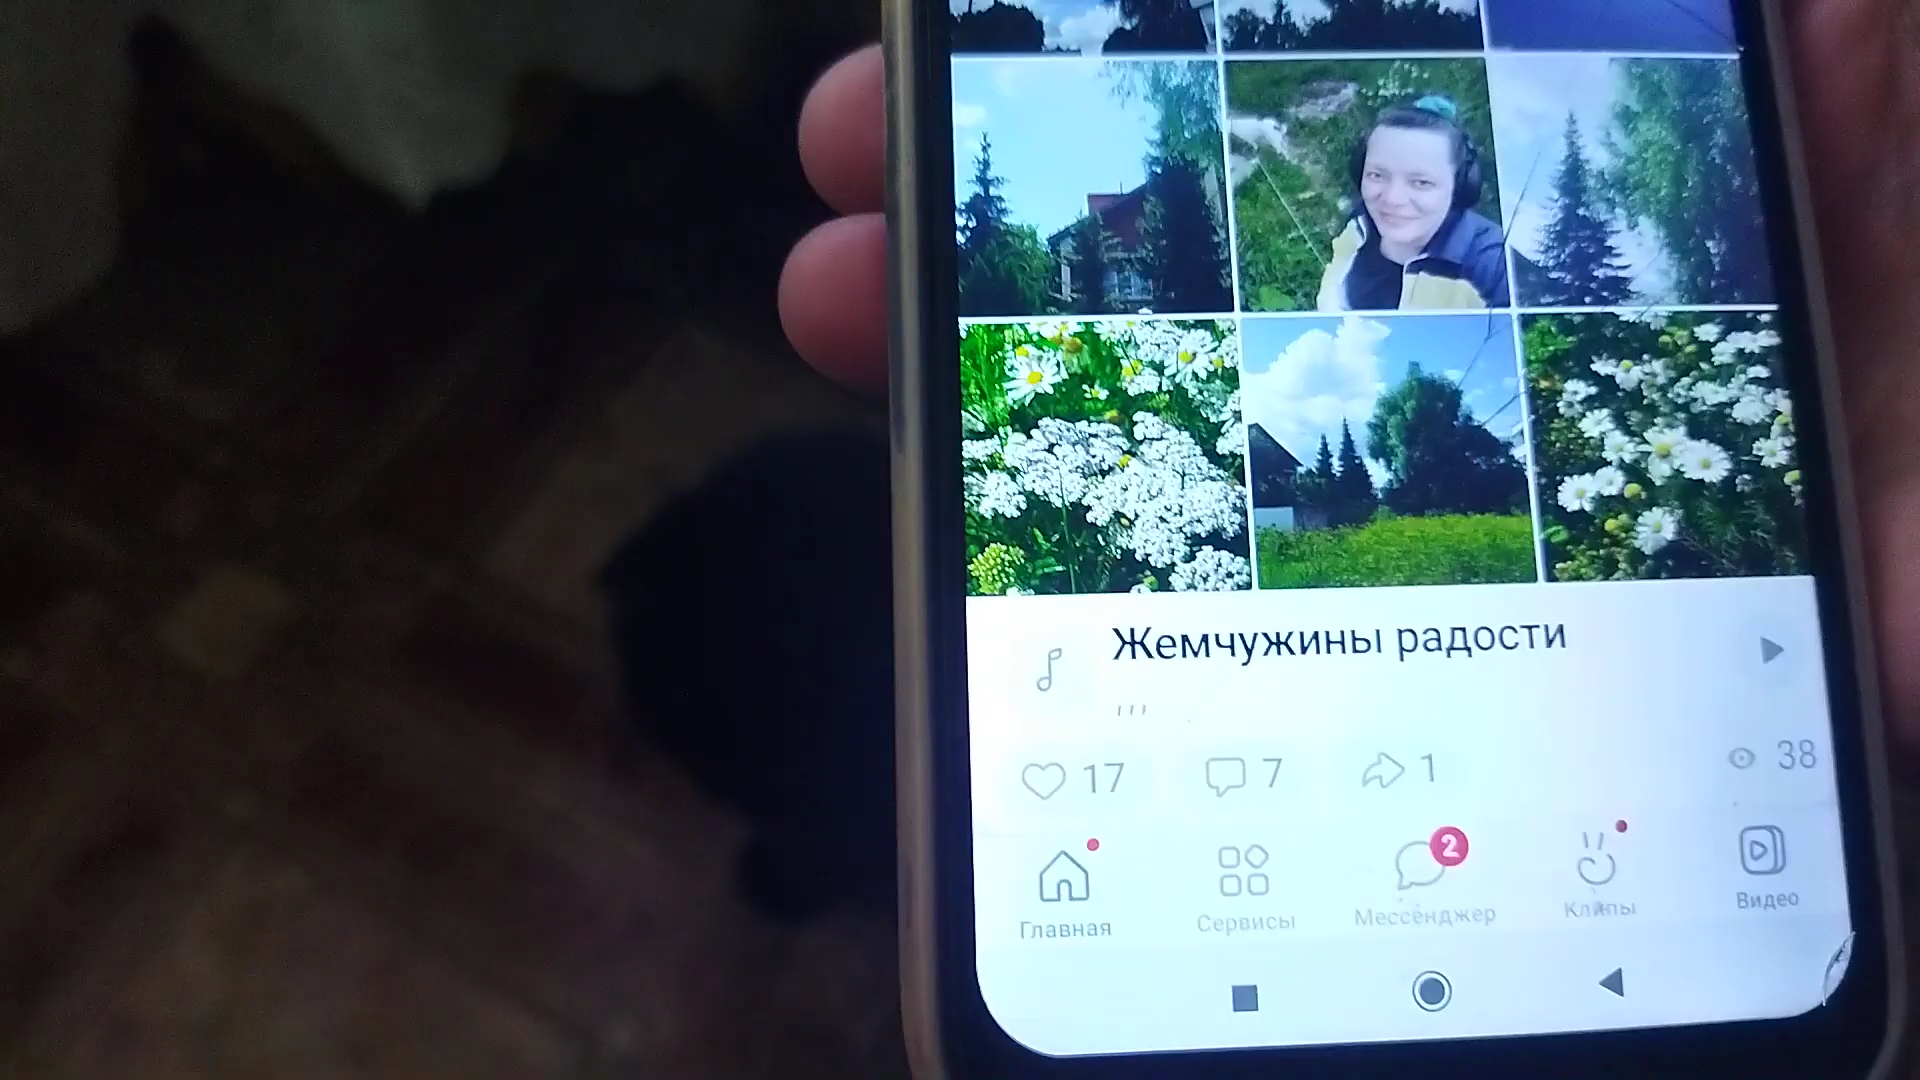 Жемчужины радости
,,,
17
7
1
38
2
Главная
Сервисы
Мессенджер
Клипы
Видео